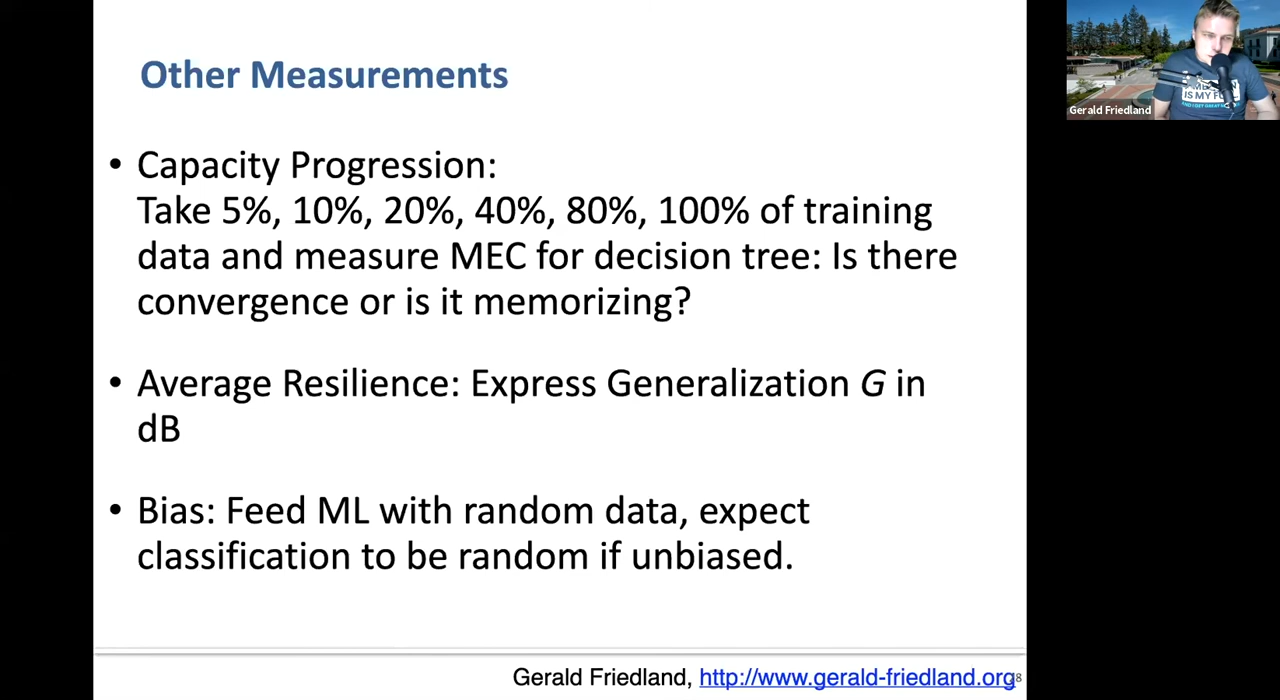 Other Measurements
• Capacity Progression:
Take 5%, 10%, 20%, 40%, 80%, 100% of training
data and measure MEC for decision tree: Is there
convergence or is it memorizing?
• Average Resilience: Express Generalization G in
dB
• Bias: Feed ML with random data, expect
classification to be random if unbiased.
Gerald Friedland, http://www.gerald-friedland.org
Gerald Friedland
IS MY